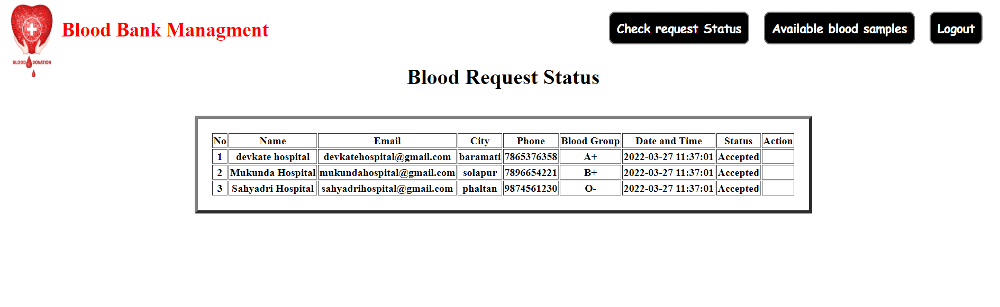 Blood Bank Managment
Check request Status Available blood samples Logout
BLOOD DONATION
Blood Request Status
No Name Email City Phone Blood Group Date and Time Status Action
1 devkate hospital devkatehospital@gmail.com baramati 7865376358 A+ 2022-03-27 11:37:01 Accepted
2 Mukunda Hospital mukundahospital@gmail.com solapur 7896654221 B+ 2022-03-27 11:37:01 Accepted
3 Sahyadri Hospital sahyadrihospital@gmail.com phaltan 9874561230 O- 2022-03-27 11:37:01 Accepted